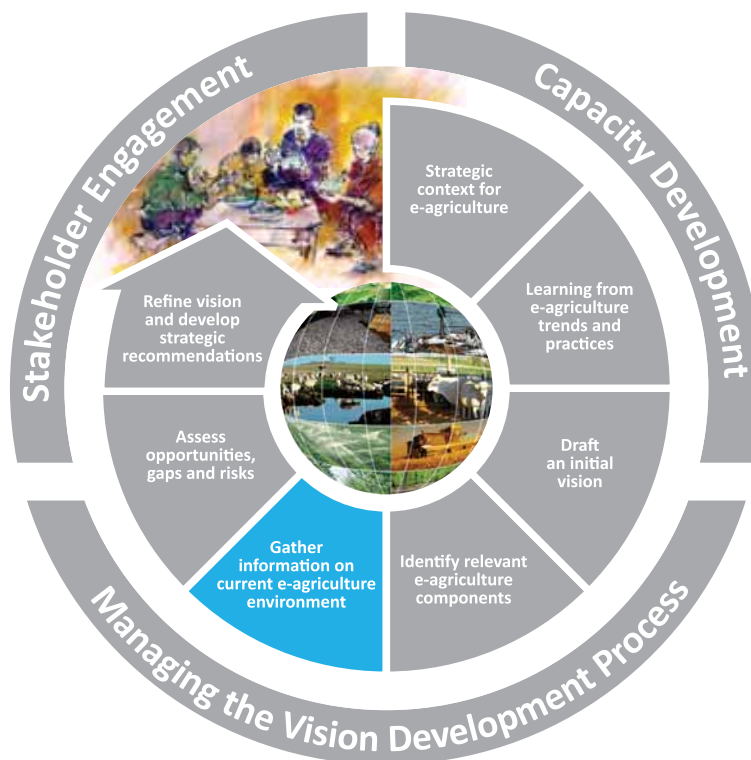 Stakeholder Engagement
Capacity Development
Strategic
context for
e-agriculture
Learning from
e-agriculture
trends and
practices
Draft
an initial
vision
Identify relevant
e-agriculture
components
Gather
information on
current e-agriculture
environment
Assess
opportunities,
gaps and risks
Refine vision
and develop
strategic
recommendations
Managing the Vision Development Process